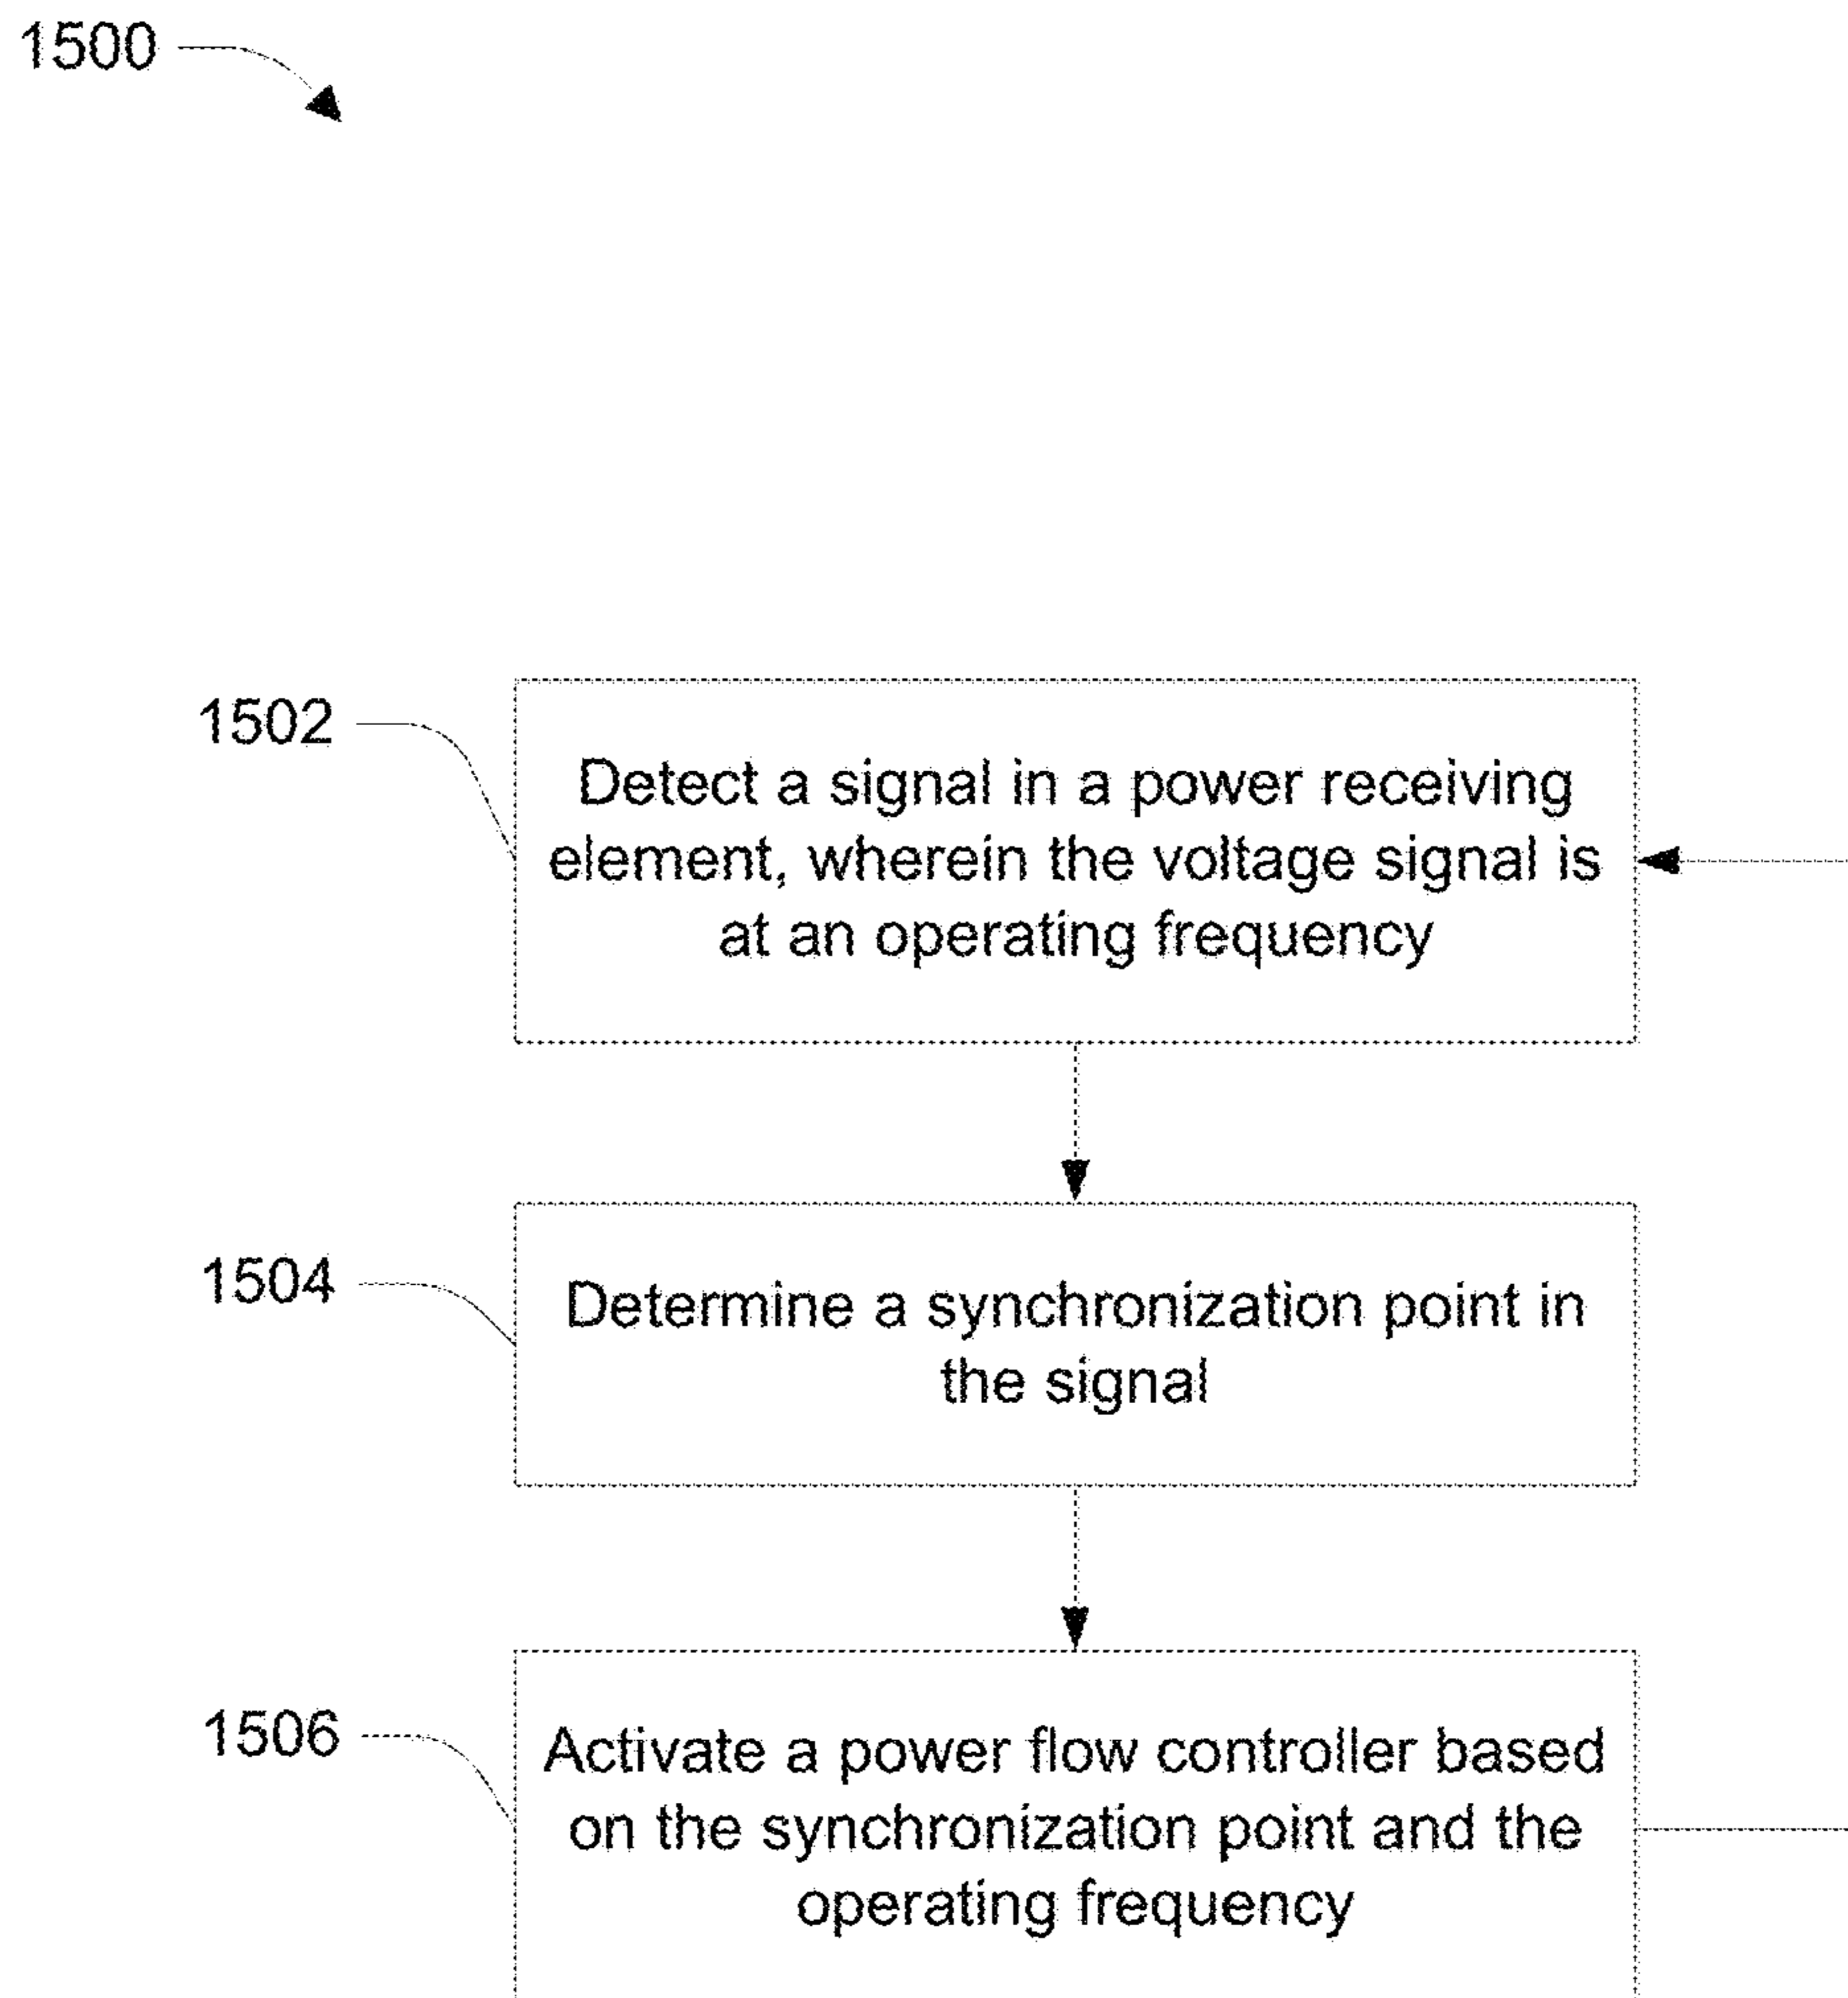 1500
1502
Detect a signal in a power receiving
element, wherein the voltage signal is
at an operating frequency
1504
Determine a synchronization point in
the signal
1506
Activate a power flow controller based
on the synchronization point and the
operating frequency